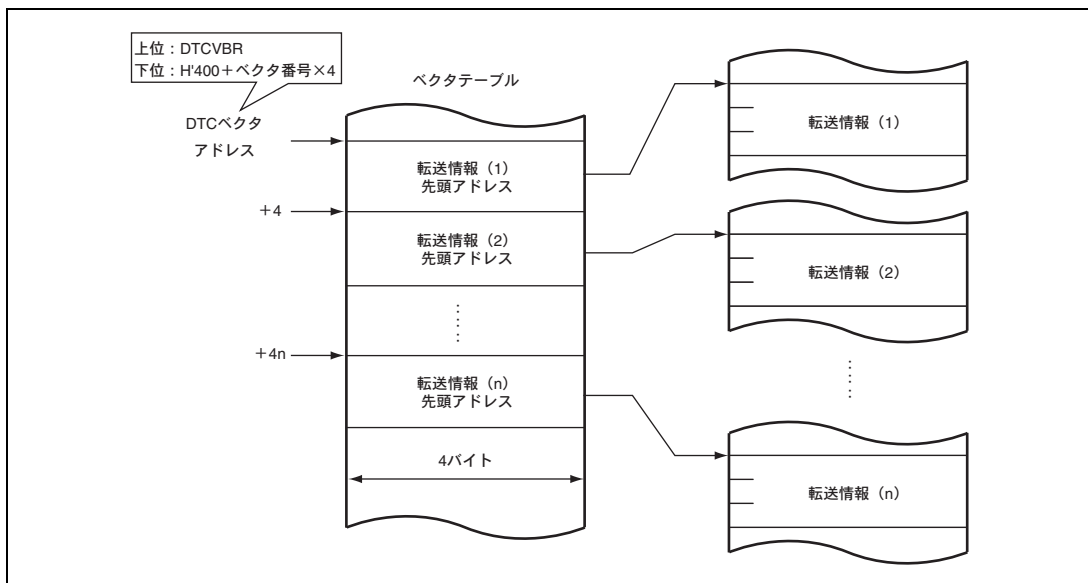 上位：DTCVBR
下位：H'400＋ベクタ番号×4
DTCベクタ
アドレス
ベクタテーブル
転送情報（1）
先頭アドレス
＋4
転送情報（2）
先頭アドレス
＋4n
転送情報（n）
先頭アドレス
4バイト
転送情報（1）
転送情報（2）
転送情報（n）